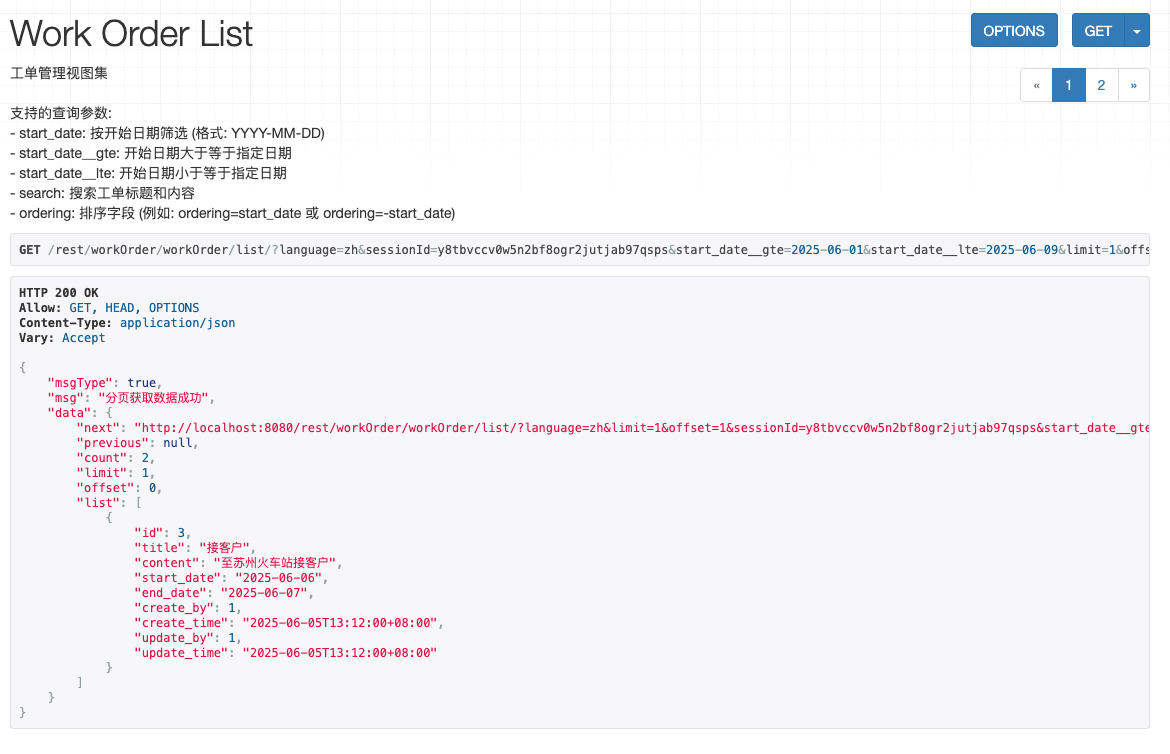 Work Order List
OPTIONS
GET
工单管理视图集
«
1
2
»
支持的查询参数:
- start_date: 按开始日期筛选 (格式: YYYY-MM-DD)
- start_date__gte: 开始日期大于等于指定日期
- start_date__lte: 开始日期小于等于指定日期
- search: 搜索工单标题和内容
- ordering: 排序字段 (例如: ordering=start_date 或 ordering=-start_date)
GET /rest/workOrder/workOrder/list/?language=zh&sessionId=y8tbvccv0w5n2bf8ogr2jutjab97qsps&start_date__gte=2025-06-01&start_date__lte=2025-06-09&limit=1&offs
HTTP 200 OK
Allow: GET, HEAD, OPTIONS
Content-Type: application/json
Vary: Accept
{
    "msgType": true,
    "msg": "分页获取数据成功",
    "data": {
        "next": "http://localhost:8080/rest/workOrder/workOrder/list/?language=zh&limit=1&offset=1&sessionId=y8tbvccv0w5n2bf8ogr2jutjab97qsps&start_date__gte
        "previous": null,
        "count": 2,
        "limit": 1,
        "offset": 0,
        "list": [
            {
                "id": 3,
                "title": "接客户",
                "content": "至苏州火车站接客户",
                "start_date": "2025-06-06",
                "end_date": "2025-06-07",
                "create_by": 1,
                "create_time": "2025-06-05T13:12:00+08:00",
                "update_by": 1,
                "update_time": "2025-06-05T13:12:00+08:00"
            }
        ]
    }
}